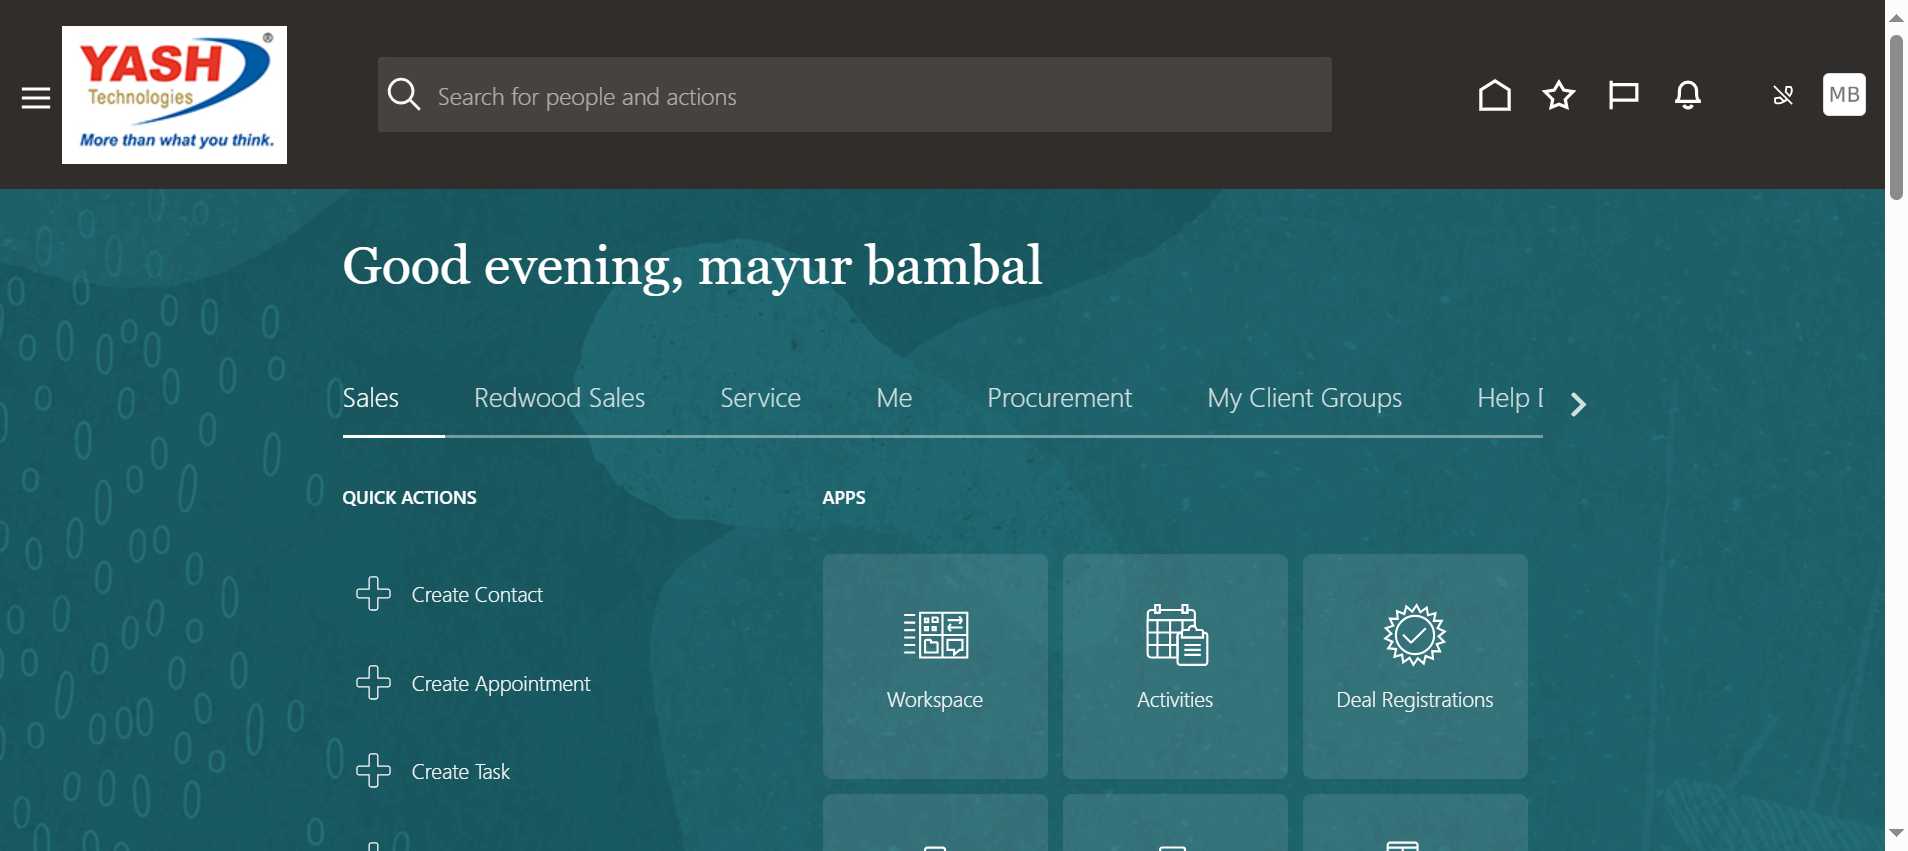 YASH
Technologies
®
More than what you think.
Search for people and actions
MB
Good evening, mayur bambal
Sales
Redwood Sales
Service
Me
Procurement
My Client Groups
Help
QUICK ACTIONS
APPS
Create Contact
Create Appointment
Create Task
Workspace
Activities
Deal Registrations